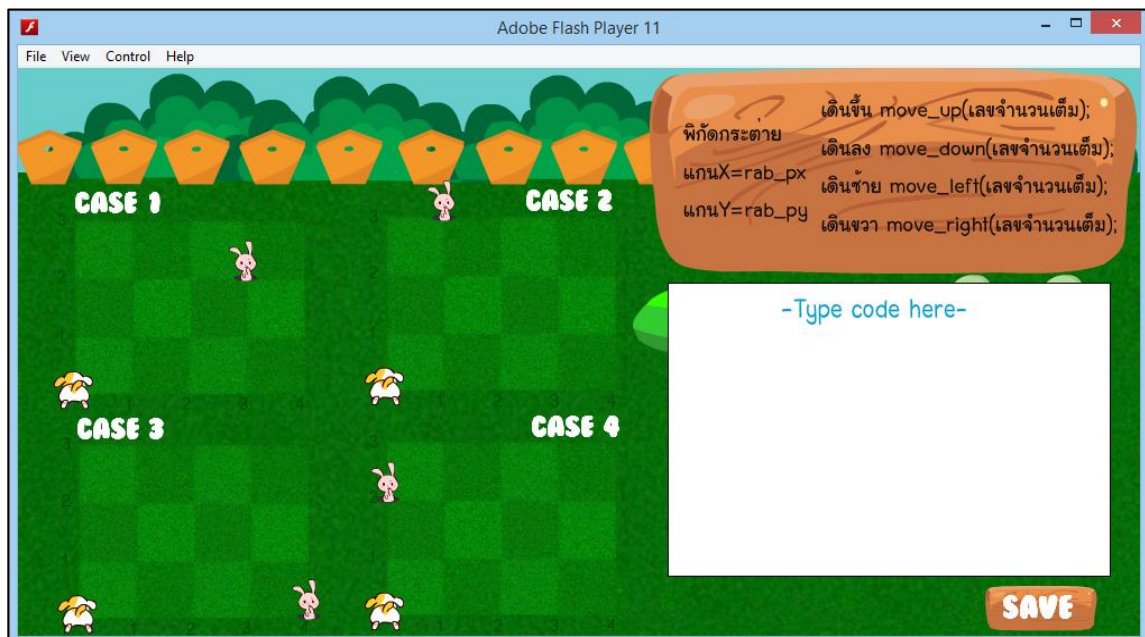 Adobe Flash Player 11
File View Control Help
เดินขึ้น move_up(เลขจำนวนเต็ม);
พิกัดกระต่าย
เดินลง move_down(เลขจำนวนเต็ม);
แกนX=rab_px
เดินซ้าย move_left(เลขจำนวนเต็ม);
แกนY=rab_py
เดินขวา move_right(เลขจำนวนเต็ม);
CASE 1
CASE 2
-Type code here-
CASE 3
CASE 4
SAVE